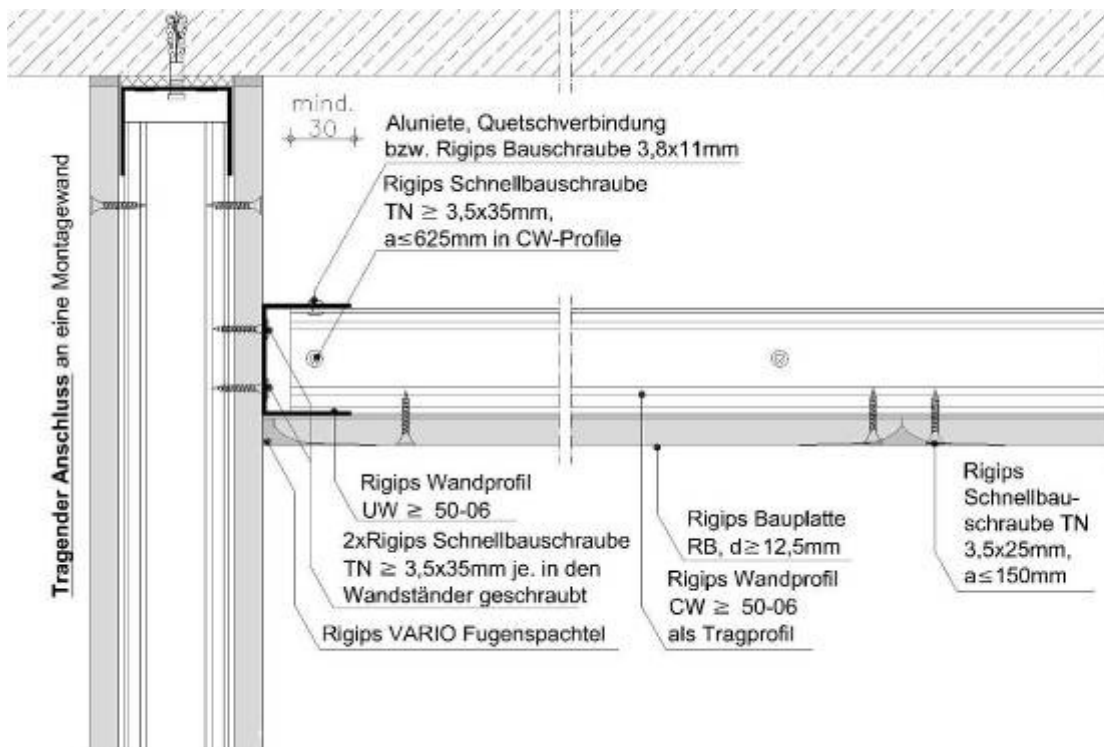 Tragender Anschluss an eine Montagewand
mind.
30
Aluniete, Quetschverbindung
bzw. Rigips Bauschraube 3,8x11mm
Rigips Schnellbauschraube
TN ≥ 3,5x35mm,
a≤625mm in CW-Profile
Rigips Wandprofil
UW ≥ 50-06
2xRigips Schnellbauschraube
TN ≥ 3,5x35mm je. in den
Wandständer geschraubt
Rigips VARIO Fugenspachtel
Rigips Bauplatte
RB, d≥12,5mm
Rigips Wandprofil
CW ≥ 50-06
als Tragprofil
Rigips
Schnellbau-
schraube TN
3,5x25mm,
a≤150mm